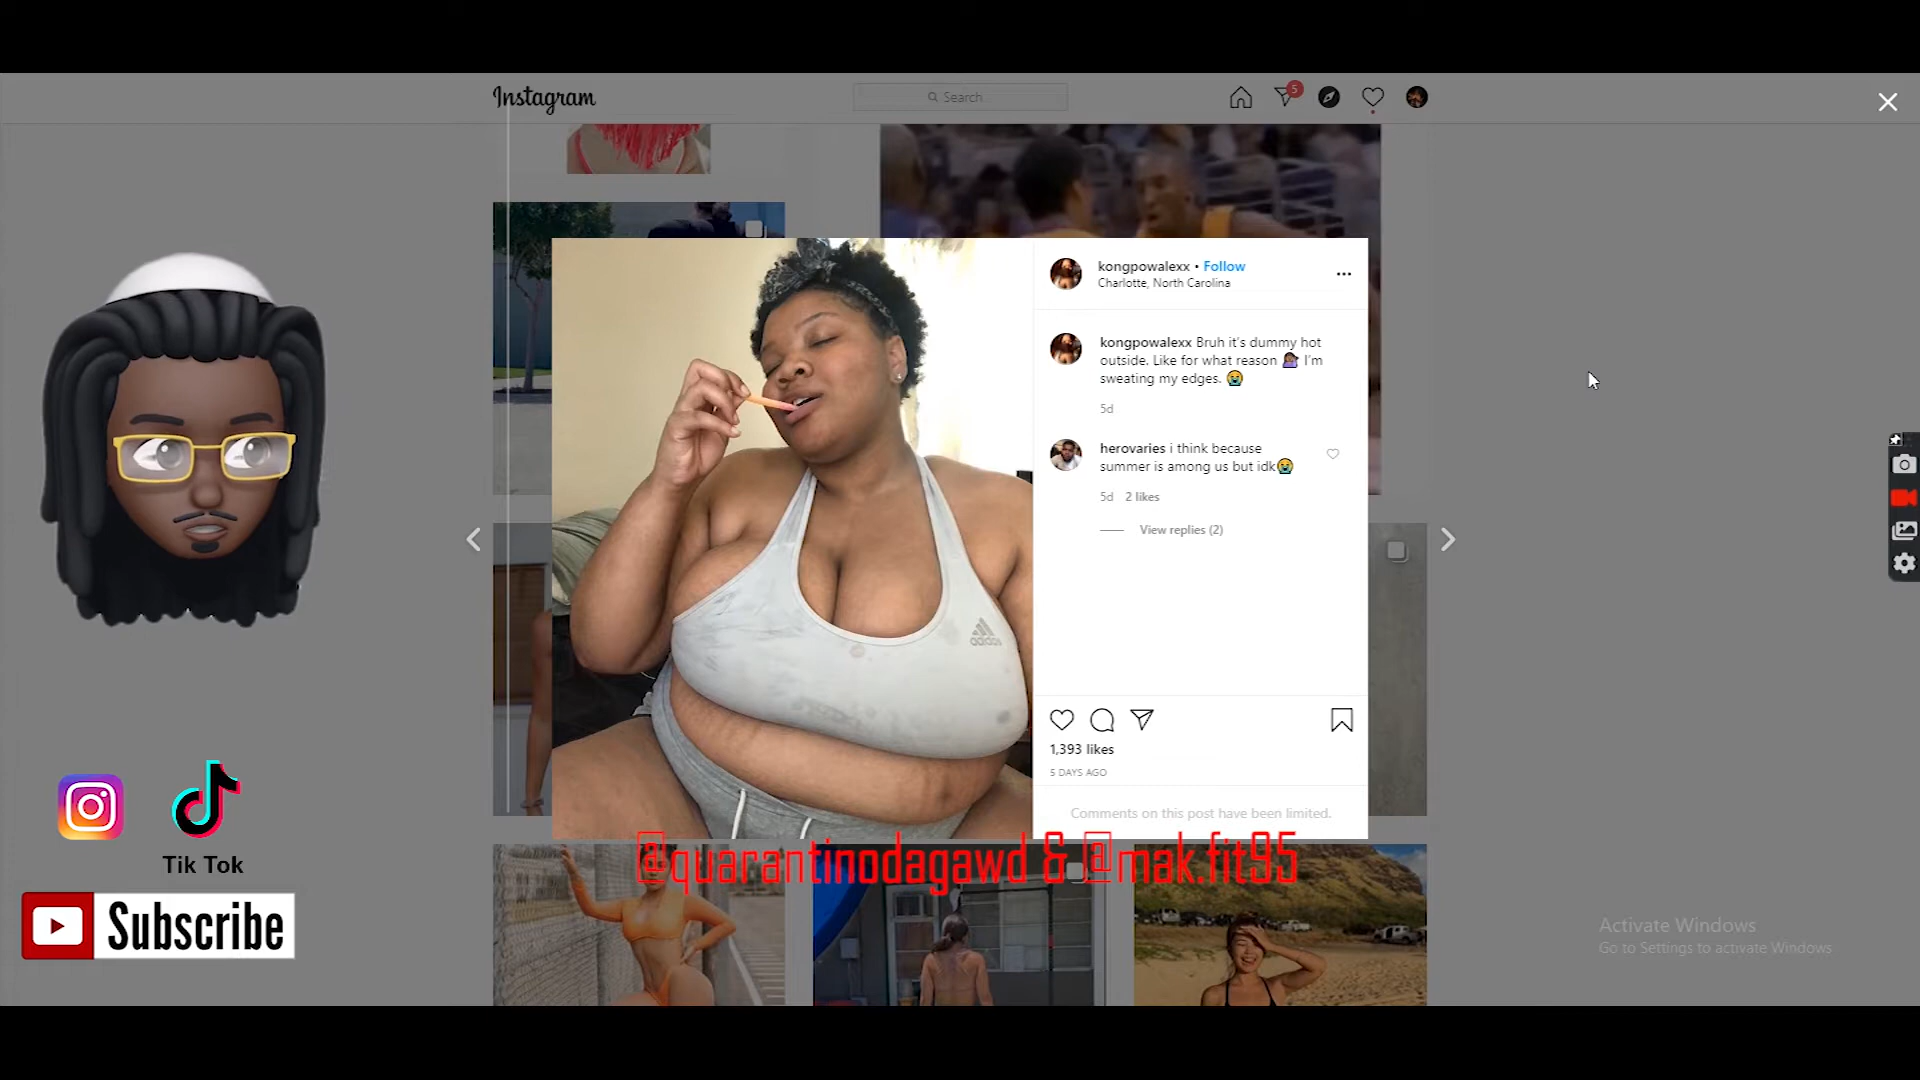 Instagram
Search
5
kongpowalexx • Follow
Charlotte, North Carolina
kongpowalexx Bruh it's dummy hot
outside. Like for what reason 🤷🏾‍♀️ I'm
sweating my edges. 😭
5d
herovaries i think because
summer is among us but idk😭
5d 2 likes
View replies (2)
adidas
1,393 likes
5 DAYS AGO
Comments on this post have been limited.
@quarantinodagawd & @mak.fit95
Tik Tok
Subscribe
Activate Windows
Go to Settings to activate Windows